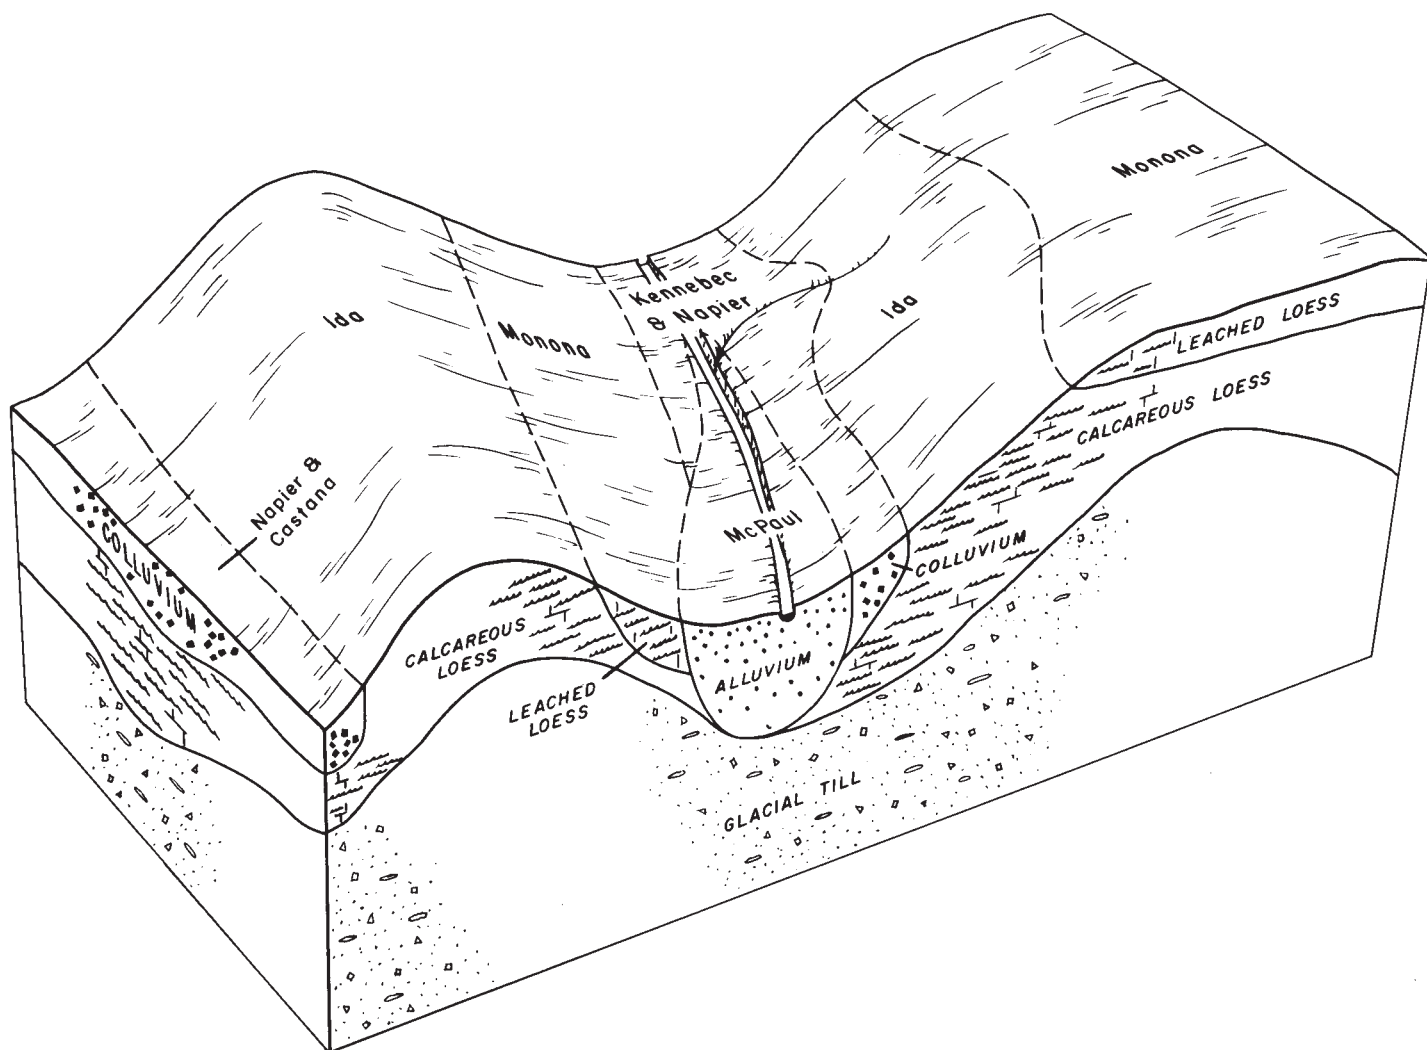 Monona
Ida
Monona
Kennebec
& Napier
Ida
LEACHED LOESS
CALCAREOUS LOESS
Napier &
Castana
McPaul
COLLUVIUM
COLLUVIUM
CALCAREOUS
LOESS
LEACHED
LOESS
ALLUVIUM
GLACIAL TILL